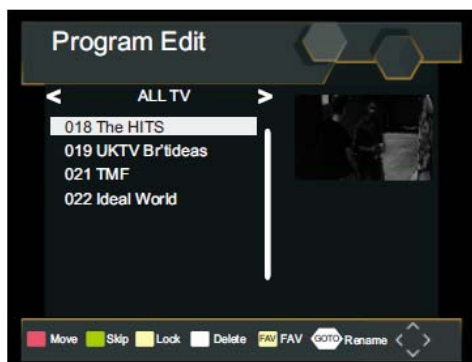 Program Edit
< ALL TV >
018 The HITS
019 UKTV Br'tideas
021 TMF
022 Ideal World
Move Skip Lock Delete FAV FAV GOTO Rename